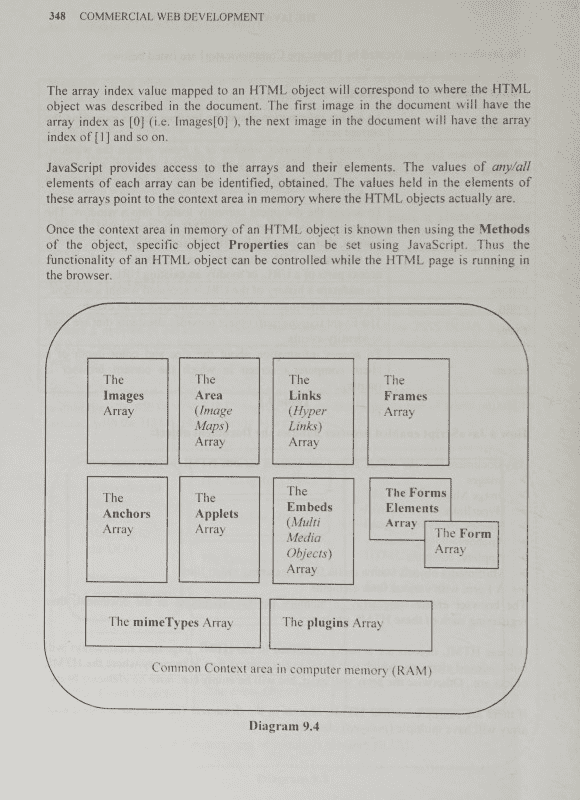 348 COMMERCIAL WEB DEVELOPMENT
The array index value mapped to an HTML object will correspond to where the HTML
object was described in the document. The first image in the document will have the
array index as [0] (i.e. Images[0] ), the next image in the document will have the array
index of [1] and so on.
JavaScript provides access to the arrays and their elements. The values of any/all
elements of each array can be identified, obtained. The values held in the elements of
these arrays point to the context area in memory where the HTML objects actually are.
Once the context area in memory of an HTML object is known then using the Methods
of the object, specific object Properties can be set using JavaScript. Thus the
functionality of an HTML object can be controlled while the HTML page is running in
the browser.
The
Images
Array
The
Area
(Image
Maps)
Array
The
Links
(Hyper
Links)
Array
The
Frames
Array
The
Anchors
Array
The
Applets
Array
The
Embeds
(Multi
Media
Objects)
Array
The Forms
Elements
Array
The Form
Array
The mimeTypes Array
The plugins Array
Common Context area in computer memory (RAM)
Diagram 9.4